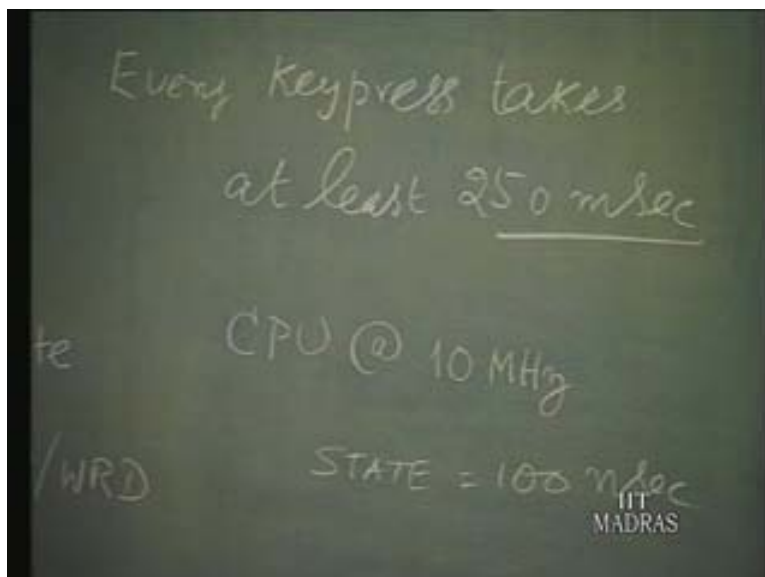 Every Keypress takes
at least 250 msec
te CPU @ 10 MHz
/WRD STATE = 100 nsec
IIT
MADRAS